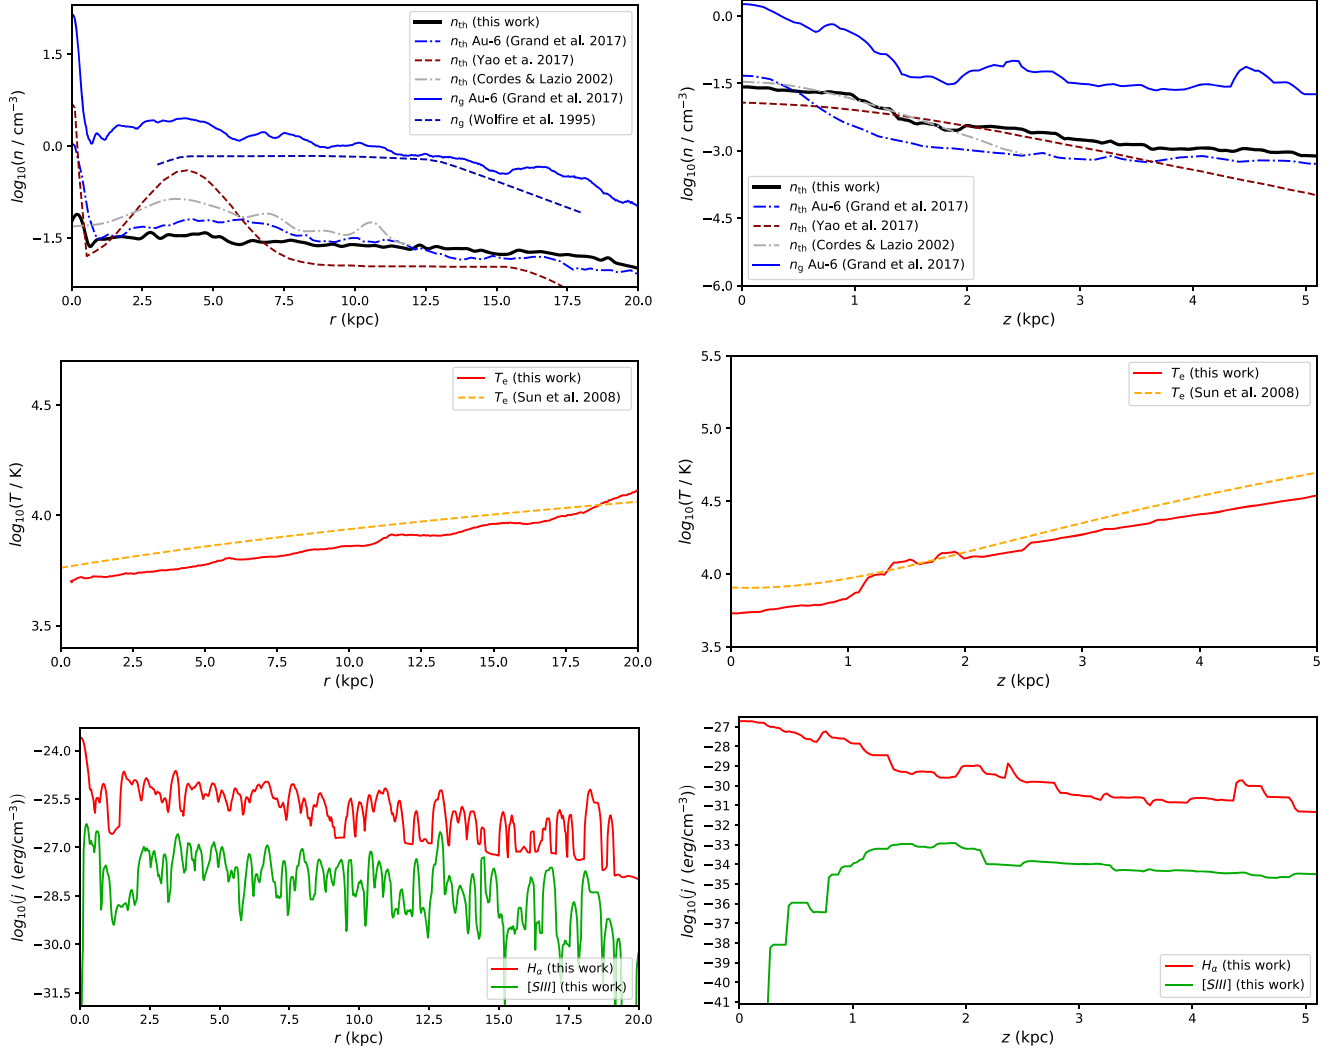 log₁₀(n / cm⁻³)
1.5
0.0
−1.5
n_th (this work)
n_th Au-6 (Grand et al. 2017)
n_th (Yao et a. 2017)
n_th (Cordes & Lazio 2002)
n_g Au-6 (Grand et al. 2017)
n_g (Wolfire et al. 1995)
0.0 2.5 5.0 7.5 10.0 12.5 15.0 17.5 20.0
r (kpc)
log₁₀(n / cm⁻³)
0.0
−1.5
−3.0
−4.5
−6.0
n_th (this work)
n_th Au-6 (Grand et al. 2017)
n_th (Yao et al. 2017)
n_th (Cordes & Lazio 2002)
n_g Au-6 (Grand et al. 2017)
0 1 2 3 4 5
z (kpc)
log₁₀(T / K)
4.5
4.0
3.5
T_e (this work)
T_e (Sun et al. 2008)
0.0 2.5 5.0 7.5 10.0 12.5 15.0 17.5 20.0
r (kpc)
log₁₀(T / K)
5.5
5.0
4.5
4.0
3.5
T_e (this work)
T_e (Sun et al. 2008)
0 1 2 3 4 5
z (kpc)
log₁₀(j / (erg/cm⁻³))
−24.0
−25.5
−27.0
−28.5
−30.0
−31.5
H_α (this work)
[SIII] (this work)
0.0 2.5 5.0 7.5 10.0 12.5 15.0 17.5 20.0
r (kpc)
log₁₀(j / (erg/cm⁻³))
−27
−28
−29
−30
−31
−32
−33
−34
−35
−36
−37
−38
−39
−40
−41
H_α (this work)
[SIII] (this work)
0 1 2 3 4 5
z (kpc)